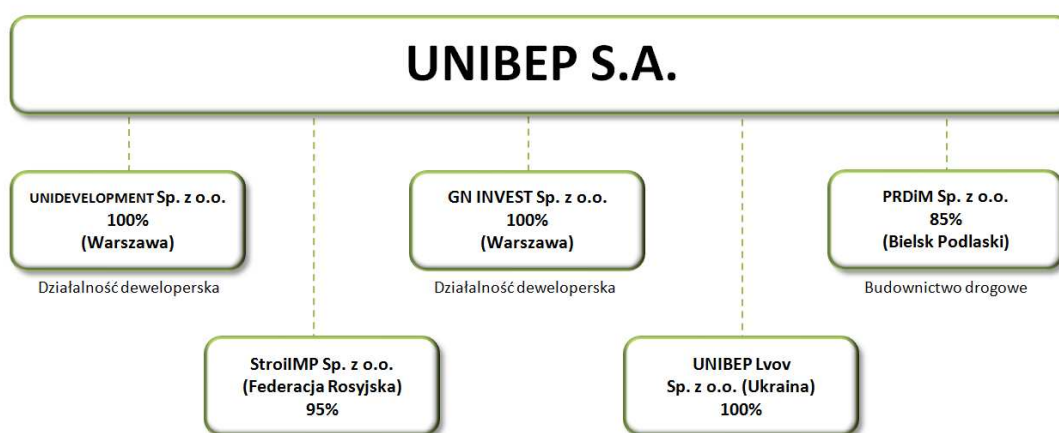 UNIBEP S.A.
UNIDEVELOPMENT Sp. z o.o.
100%
(Warszawa)
Działalność deweloperska
GN INVEST Sp. z o.o.
100%
(Warszawa)
Działalność deweloperska
PRDiM Sp. z o.o.
85%
(Bielsk Podlaski)
Budownictwo drogowe
StroiIMP Sp. z o.o.
(Federacja Rosyjska)
95%
UNIBEP Lvov
Sp. z o.o. (Ukraina)
100%